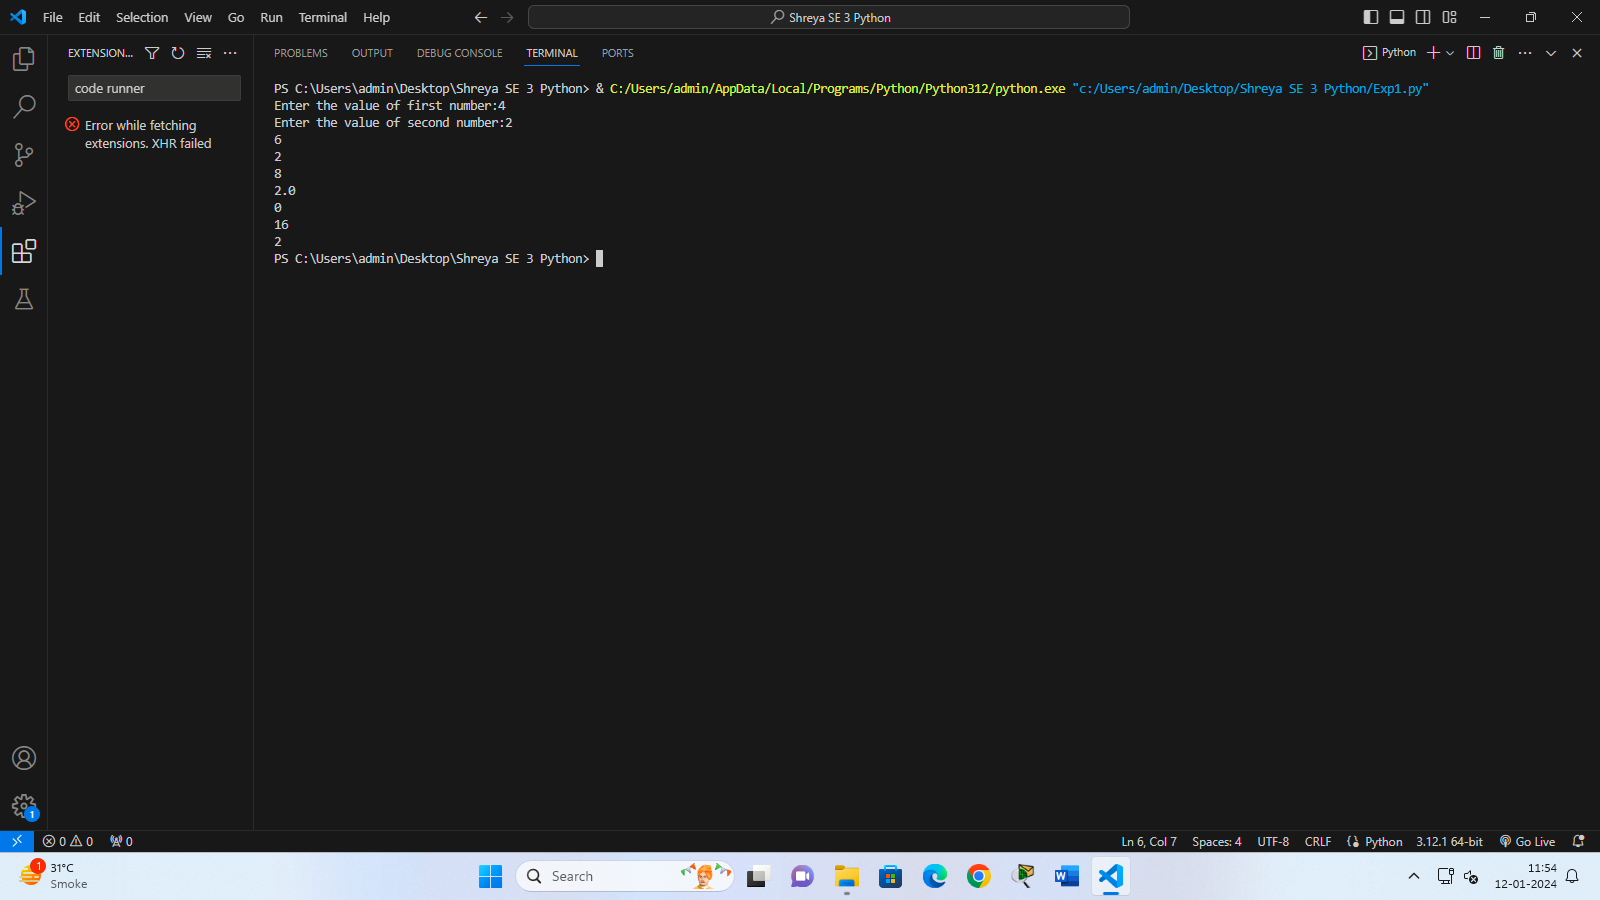 File Edit Selection View Go Run Terminal Help
Shreya SE 3 Python
EXTENSION...
code runner
Error while fetching
extensions. XHR failed
PROBLEMS OUTPUT DEBUG CONSOLE TERMINAL PORTS
Python
PS C:\Users\admin\Desktop\Shreya SE 3 Python> & C:/Users/admin/AppData/Local/Programs/Python/Python312/python.exe "c:/Users/admin/Desktop/Shreya SE 3 Python/Exp1.py"
Enter the value of first number:4
Enter the value of second number:2
6
2
8
2.0
0
16
2
PS C:\Users\admin\Desktop\Shreya SE 3 Python>
1
0 0 0
Ln 6, Col 7 Spaces: 4 UTF-8 CRLF Python 3.12.1 64-bit Go Live
1
31°C
Smoke
Search
11:54
12-01-2024